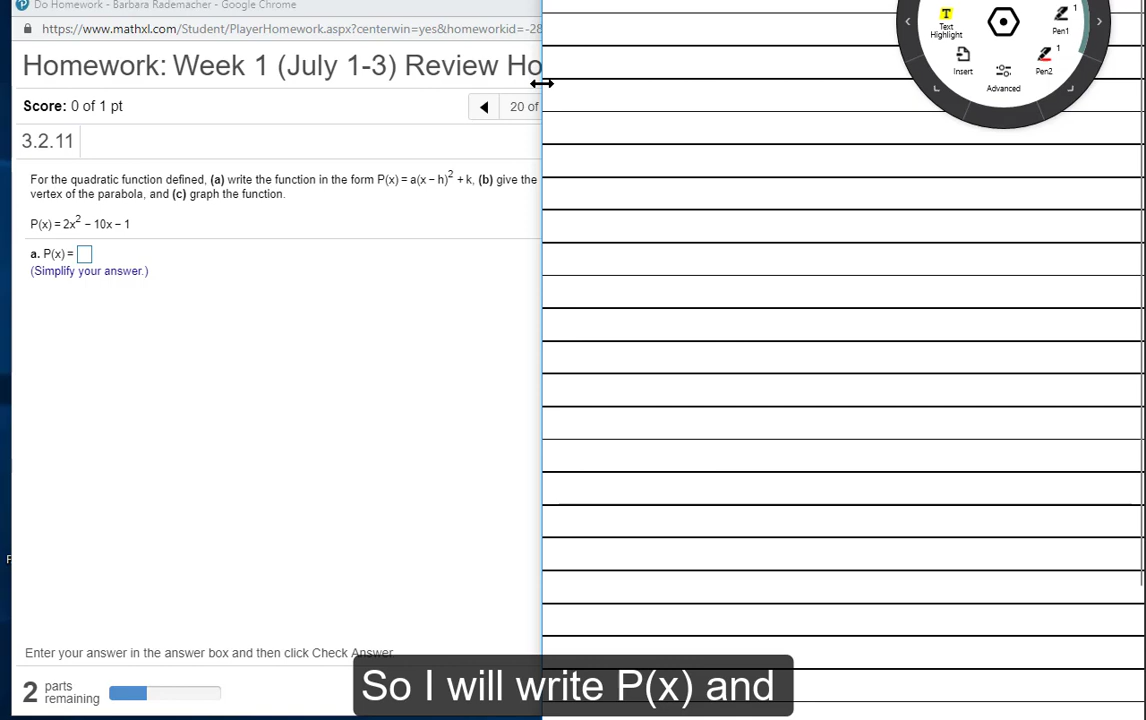 Do Homework - Barbara Rademacher - Google Chrome
https://www.mathxl.com/Student/PlayerHomework.aspx?centerwin=yes&homeworkid=-28
Homework: Week 1 (July 1-3) Review Ho
Score: 0 of 1 pt
20 of
3.2.11
For the quadratic function defined, (a) write the function in the form P(x) = a(x − h)² + k, (b) give the
vertex of the parabola, and (c) graph the function.
P(x) = 2x² − 10x − 1
a. P(x) =
(Simplify your answer.)
Enter your answer in the answer box and then click Check Answer.
2 parts
remaining
Text
Highlight
Pen1
1
Insert
Pen2
1
Advanced
So I will write P(x) and